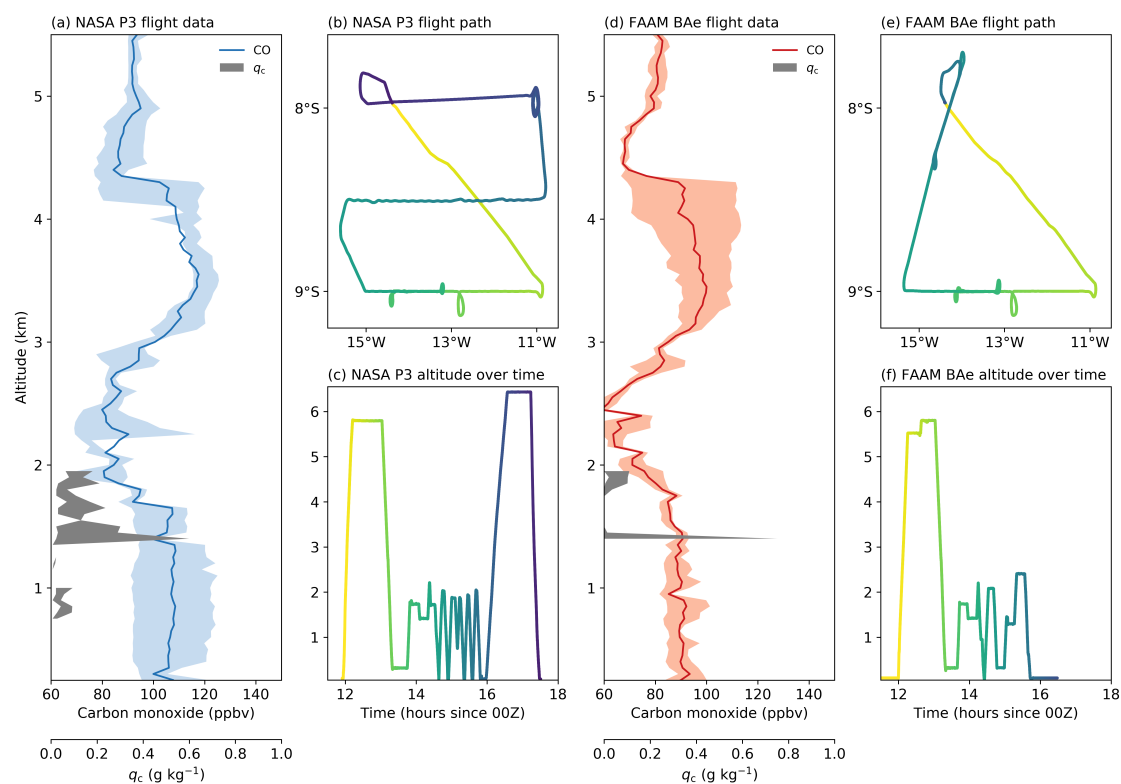 (a) NASA P3 flight data
CO
qc
5
4
3
2
1
Altitude (km)
60 80 100 120 140
Carbon monoxide (ppbv)
0.0 0.2 0.4 0.6 0.8 1.0
qc (g kg⁻¹)
(b) NASA P3 flight path
8°S
9°S
15°W 13°W 11°W
(c) NASA P3 altitude over time
6
5
4
3
2
1
12 14 16 18
Time (hours since 00Z)
(d) FAAM BAe flight data
CO
qc
60 80 100 120 140
Carbon monoxide (ppbv)
0.0 0.2 0.4 0.6 0.8 1.0
qc (g kg⁻¹)
(e) FAAM BAe flight path
8°S
9°S
15°W 13°W 11°W
(f) FAAM BAe altitude over time
6
5
4
3
2
1
12 14 16 18
Time (hours since 00Z)